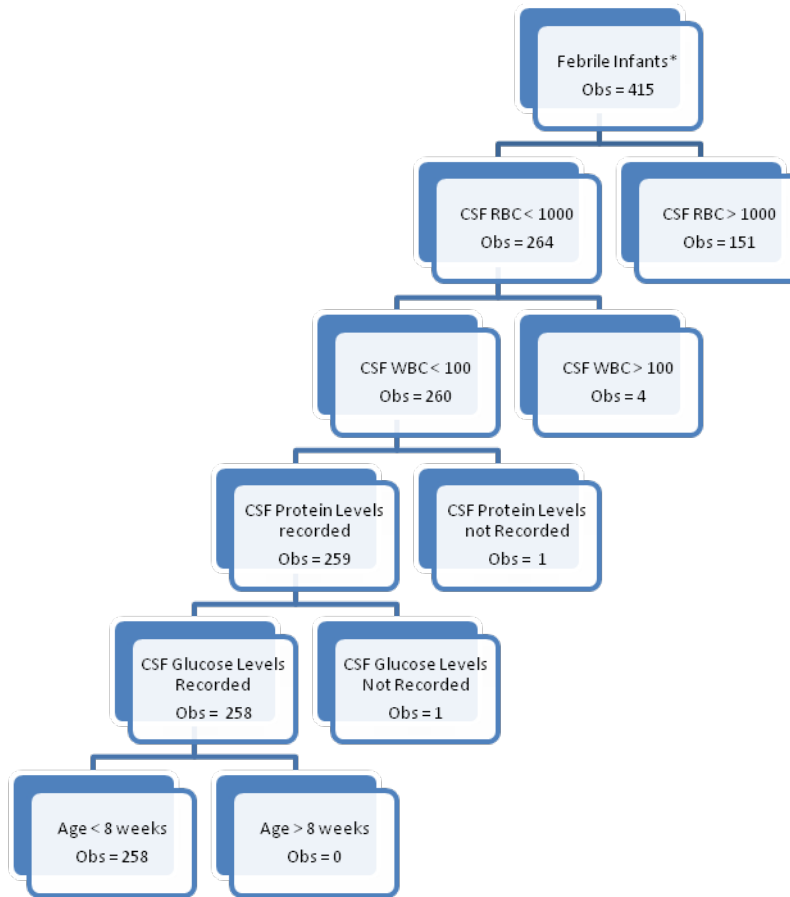 Febrile Infants*
Obs = 415
CSF RBC < 1000
Obs = 264
CSF RBC > 1000
Obs = 151
CSF WBC < 100
Obs = 260
CSF WBC > 100
Obs = 4
CSF Protein Levels
recorded
Obs = 259
CSF Protein Levels
not Recorded
Obs = 1
CSF Glucose Levels
Recorded
Obs = 258
CSF Glucose Levels
Not Recorded
Obs = 1
Age < 8 weeks
Obs = 258
Age > 8 weeks
Obs = 0